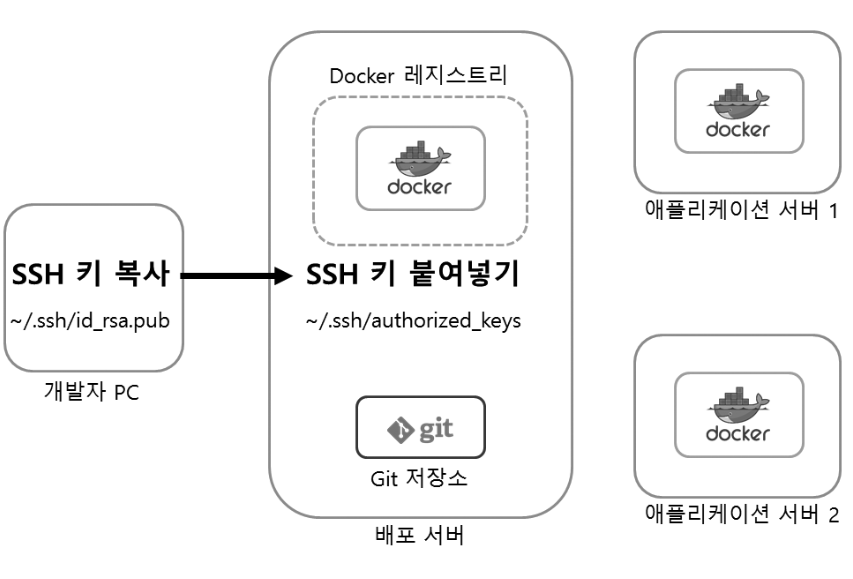 Docker 레지스트리
docker
SSH 키 복사
~/.ssh/id_rsa.pub
개발자 PC
SSH 키 붙여넣기
~/.ssh/authorized_keys
git
Git 저장소
배포 서버
docker
애플리케이션 서버 1
docker
애플리케이션 서버 2